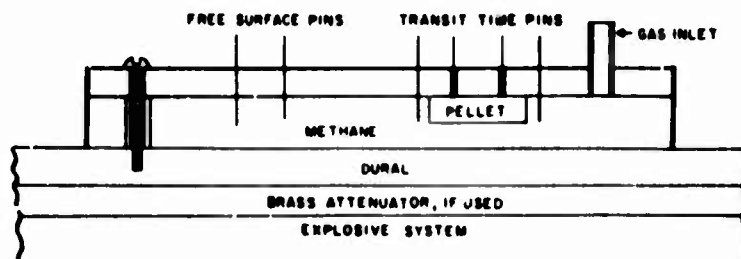 FREE SURFACE PINS
TRANSIT TIME PINS
GAS INLET
PELLET
METHANE
DURAL
BRASS ATTENUATOR, IF USED
EXPLOSIVE SYSTEM